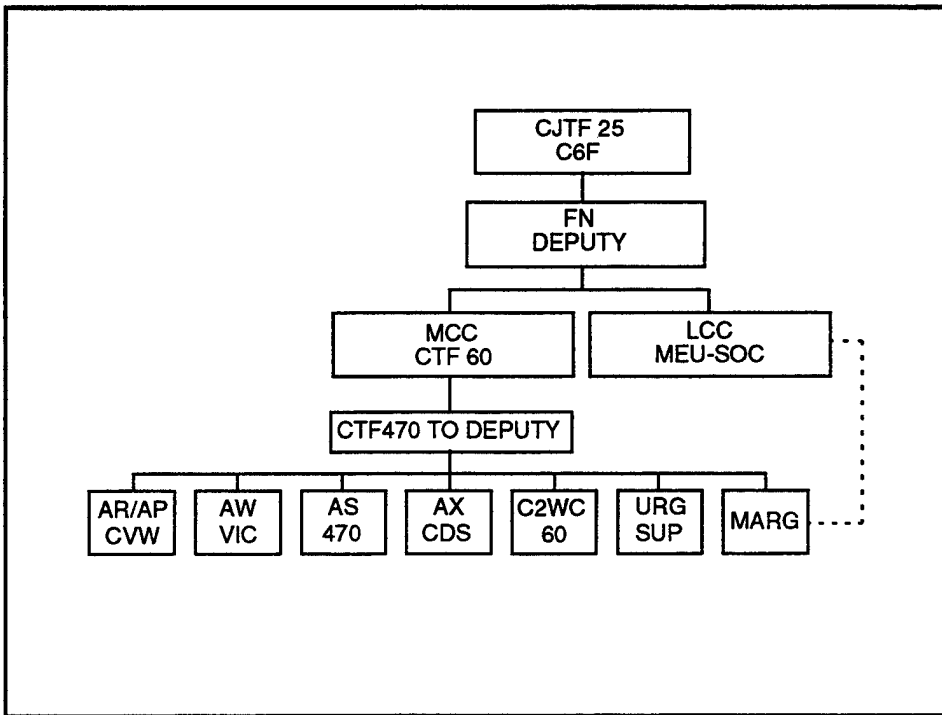 CJTF 25
C6F
FN
DEPUTY
MCC
CTF 60
LCC
MEU-SOC
CTF470 TO DEPUTY
AR/AP
CVW
AW
VIC
AS
470
AX
CDS
C2WC
60
URG
SUP
MARG